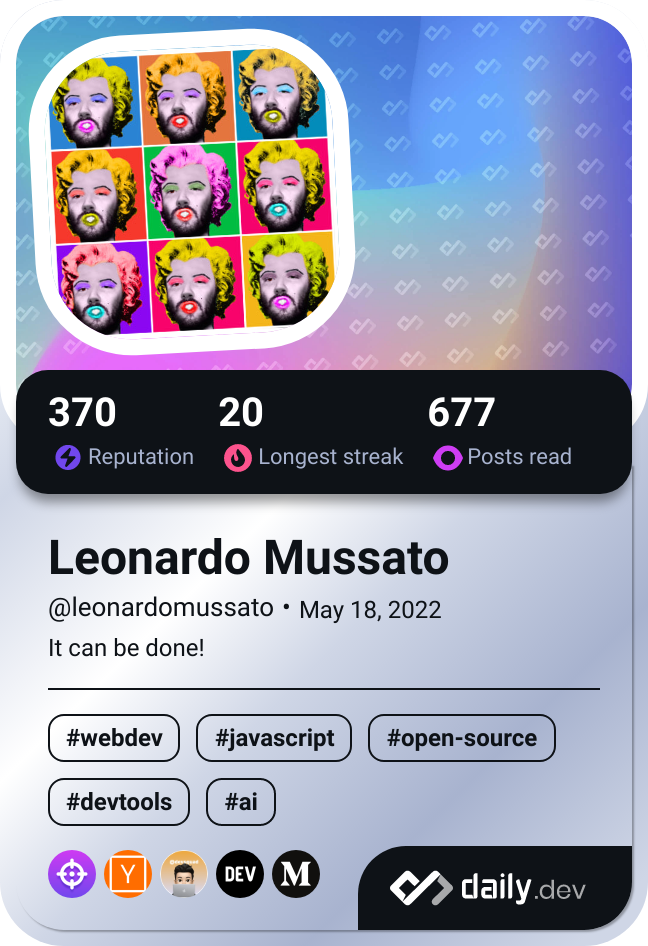 370 20 677
Reputation Longest streak Posts read
Leonardo Mussato
@leonardomussato • May 18, 2022
It can be done!
#webdev #javascript #open-source
#devtools #ai
Y DEV M
daily.dev